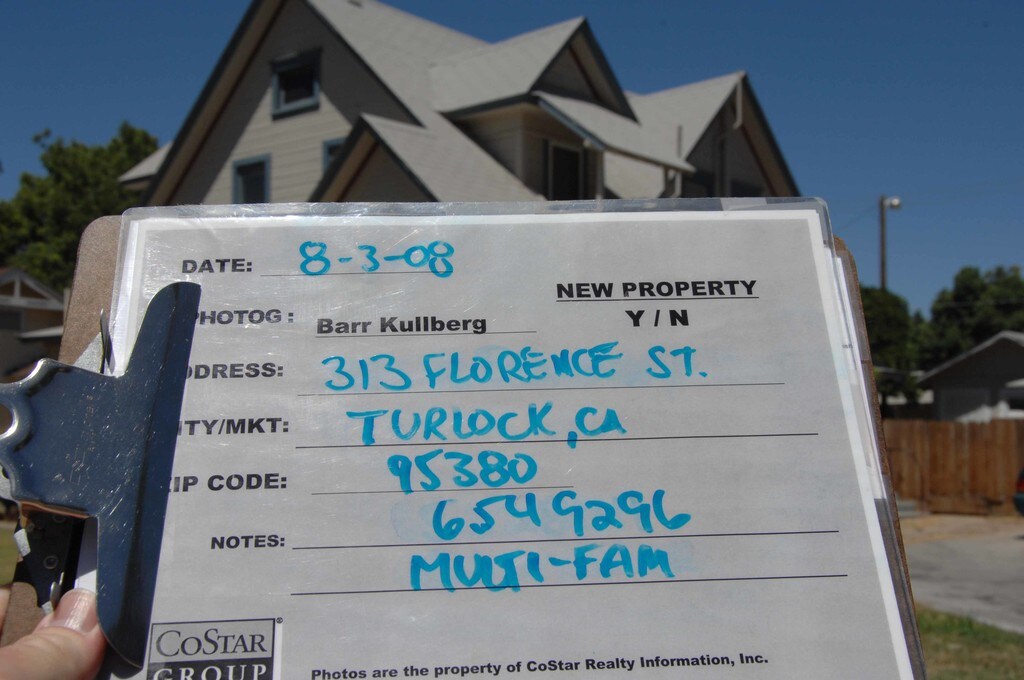 DATE: 8-3-08
NEW PROPERTY
PHOTOG: Barr Kullberg
Y / N
DDRESS: 313 FLORENCE ST.
ITY/MKT: TURLOCK, CA
IP CODE: 95380
6549296
NOTES:
MULTI-FAM
COSTAR®
GROUP
Photos are the property of CoStar Realty Information, Inc.